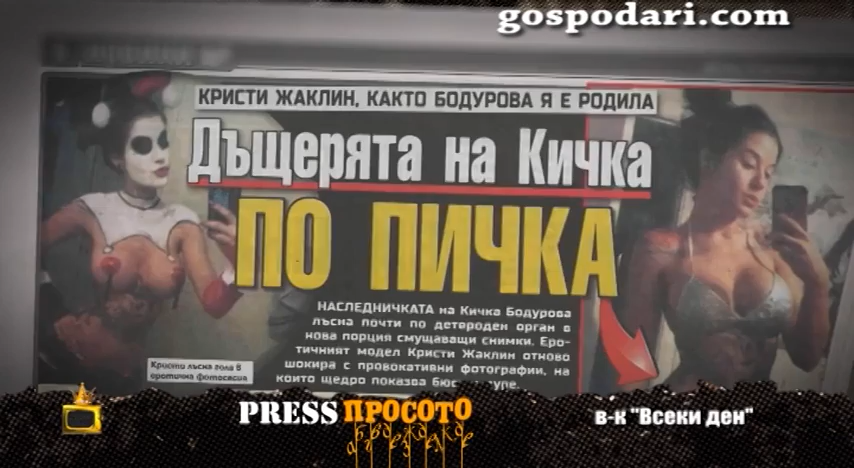 gospodari.com
КРИСТИ ЖАКЛИН, КАКТО БОДУРОВА Я Е РОДИЛА
Дъщерята на Кичка
ПО ПИЧКА
НАСЛЕДНИЧКАТА на Кичка Бодурова
лъсна почти по детероден орган в
нова порция смущаващи снимки. Еро-
тичният модел Кристи Жаклин отново
шокира с провокативни фотографии, на
които щедро показва бюст
Кристи лъсна гола в
еротична фотосесия
PRESS ПРОСОТО
в-к "Всеки ден"